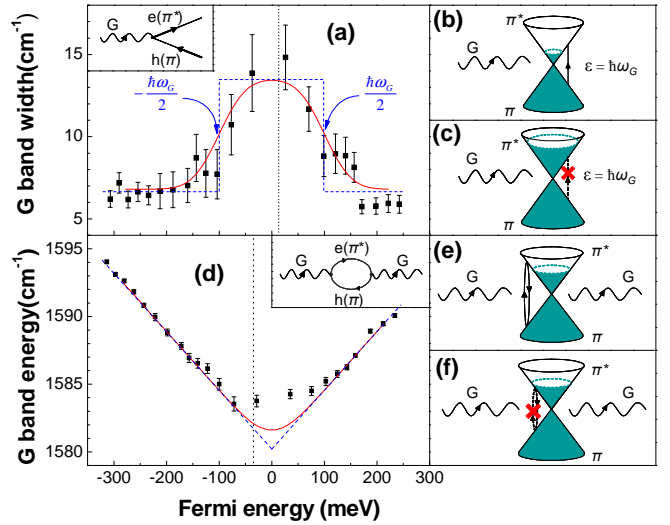 G
e(π*)
h(π)
(a)
−ℏω_G/2
ℏω_G/2
15
10
5
G band width(cm⁻¹)
(b)
π*
G
ε = ℏω_G
π
(c)
π*
G
ε = ℏω_G
π
(d)
G
e(π*)
G
h(π)
1595
1590
1585
1580
G band energy(cm⁻¹)
-300
-200
-100
0
100
200
300
Fermi energy (meV)
(e)
π*
G
G
π
(f)
π*
G
G
π